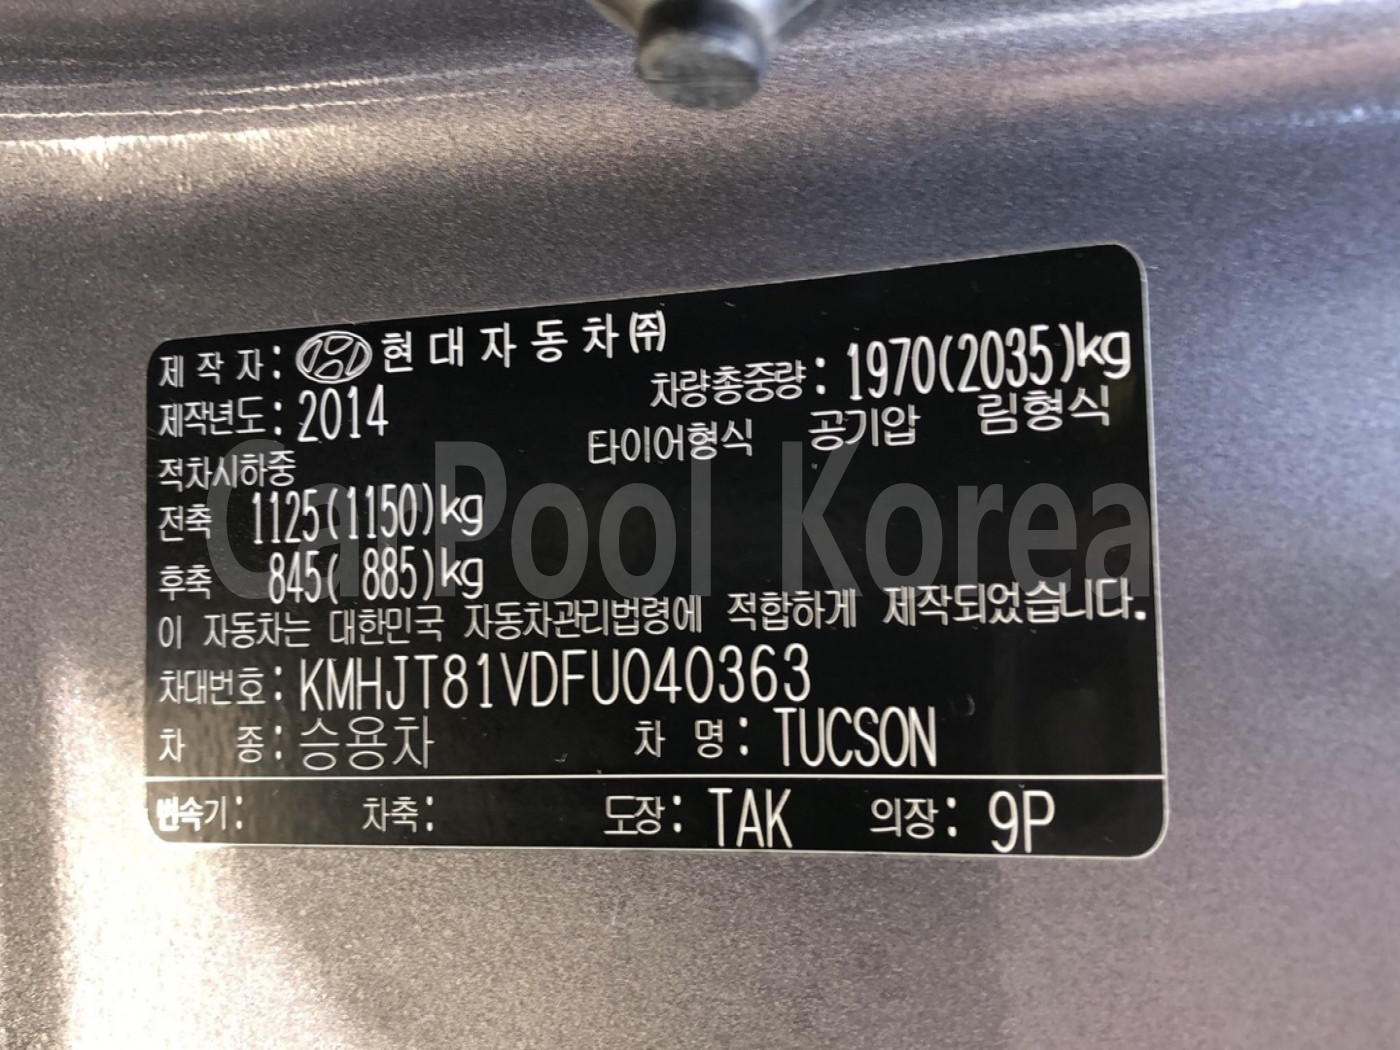 제 작 자 : 현 대 자 동 차 ㈜
제작년도 : 2014 차량총중량 : 1970(2035)kg
적차시하중 타이어형식 공기압 림형식
전축 1125(1150)kg
후축 845( 885)kg
이 자동차는 대한민국 자동차관리법령에 적합하게 제작되었습니다.
차대번호 : KMHJT81VDFU040363
차 종 : 승용차 차 명 : TUCSON
변속기 : 차축 : 도장 : TAK 의장 : 9P
CarPool Korea